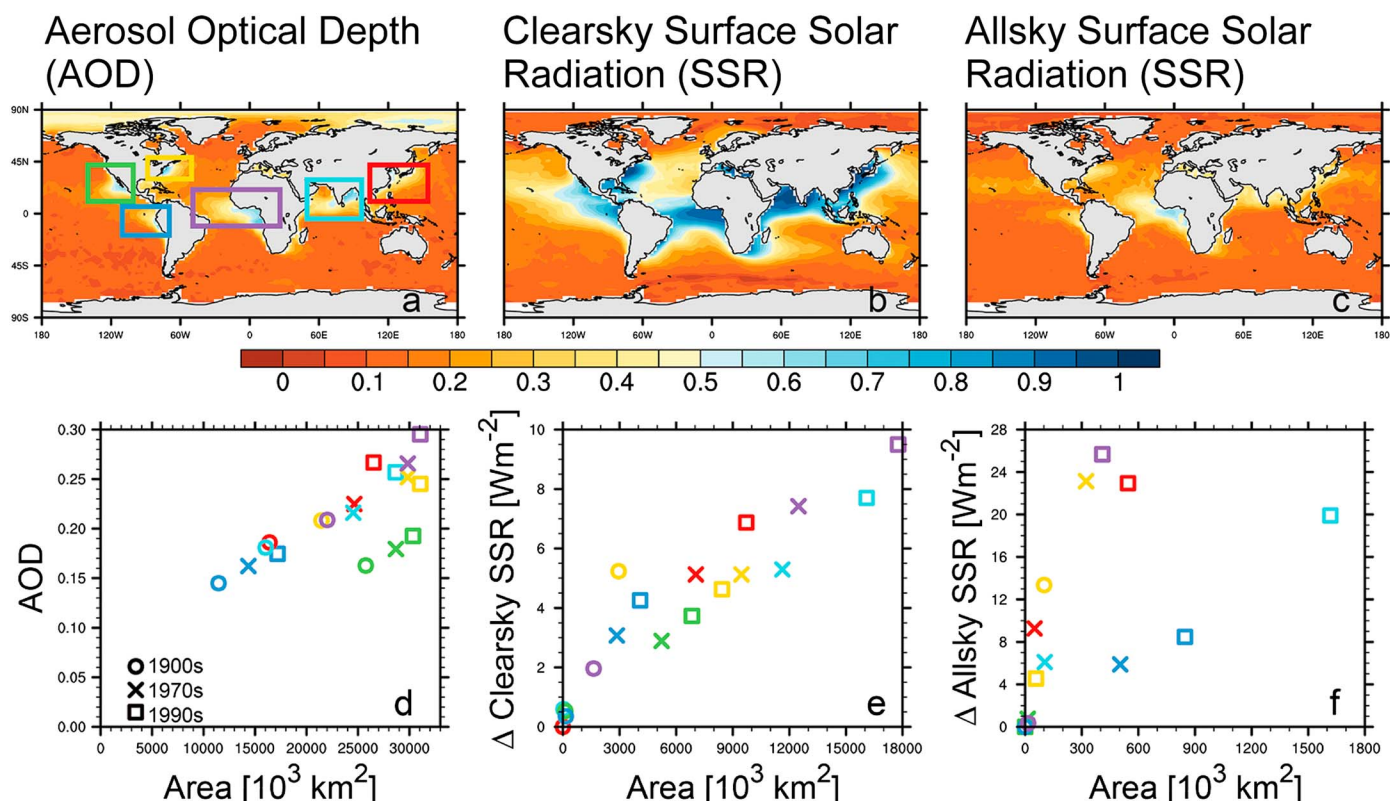 Aerosol Optical Depth
(AOD)
Clearsky Surface Solar
Radiation (SSR)
Allsky Surface Solar
Radiation (SSR)
90N
45N
0
45S
90S
a
b
c
180 120W 60W 0 60E 120E 180
180 120W 60W 0 60E 120E 180
180 120W 60W 0 60E 120E 180
0 0.1 0.2 0.3 0.4 0.5 0.6 0.7 0.8 0.9 1
AOD
0.30
0.25
0.20
0.15
0.10
0.05
0.00
1900s
1970s
1990s
d
0 5000 10000 15000 20000 25000 30000
Area [10³ km²]
Δ Clearsky SSR [Wm⁻²]
10
8
6
4
2
0
e
0 3000 6000 9000 12000 15000 18000
Area [10³ km²]
Δ Allsky SSR [Wm⁻²]
28
24
20
16
12
8
4
0
f
0 300 600 900 1200 1500 1800
Area [10³ km²]